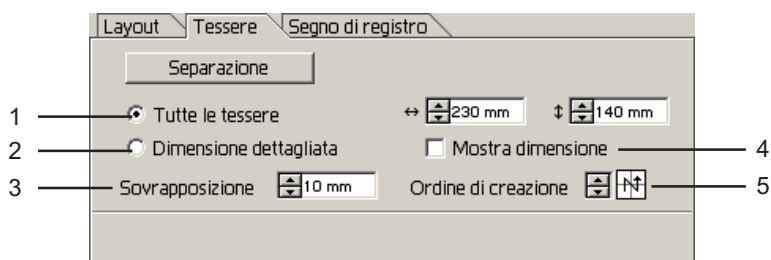 Layout Tessere Segno di registro
Separazione
1 Tutte le tessere 230 mm 140 mm
2 Dimensione dettagliata Mostra dimensione 4
3 Sovrapposizione 10 mm Ordine di creazione 5